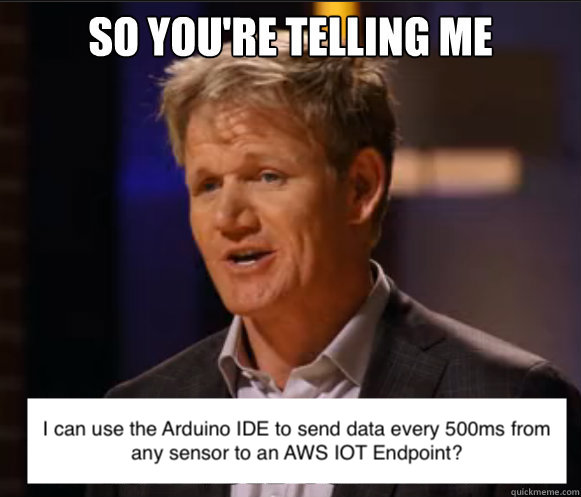 SO YOU'RE TELLING ME
I can use the Arduino IDE to send data every 500ms from
any sensor to an AWS IOT Endpoint?
quickmeme.com